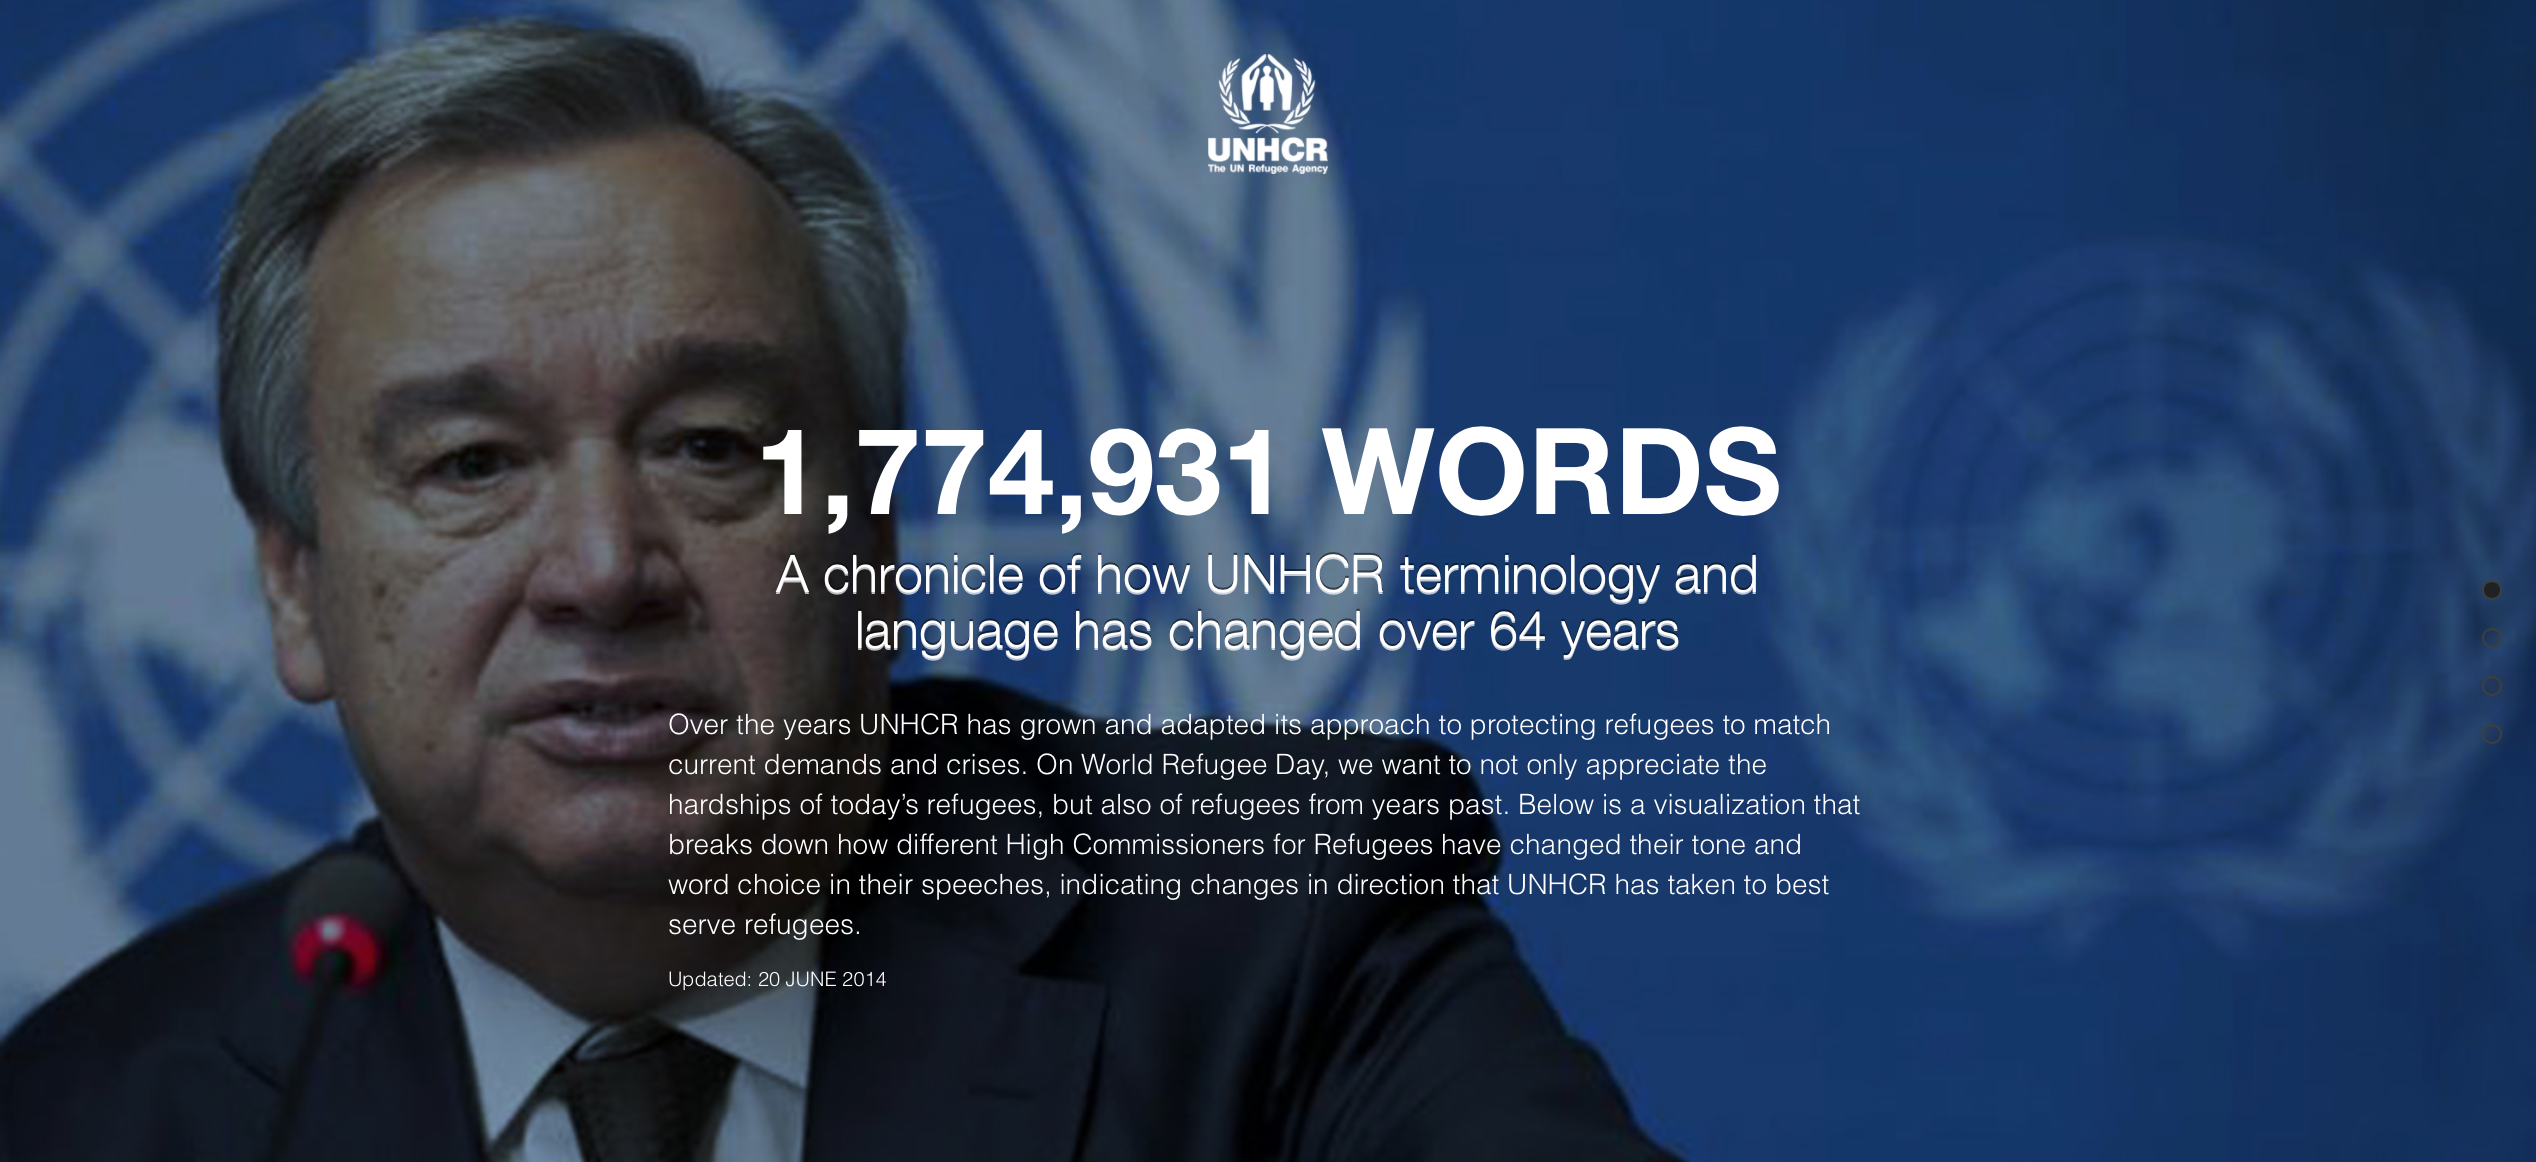 UNHCR
The UN Refugee Agency
1,774,931 WORDS
A chronicle of how UNHCR terminology and
language has changed over 64 years
Over the years UNHCR has grown and adapted its approach to protecting refugees to match
current demands and crises. On World Refugee Day, we want to not only appreciate the
hardships of today’s refugees, but also of refugees from years past. Below is a visualization that
breaks down how different High Commissioners for Refugees have changed their tone and
word choice in their speeches, indicating changes in direction that UNHCR has taken to best
serve refugees.
Updated: 20 JUNE 2014